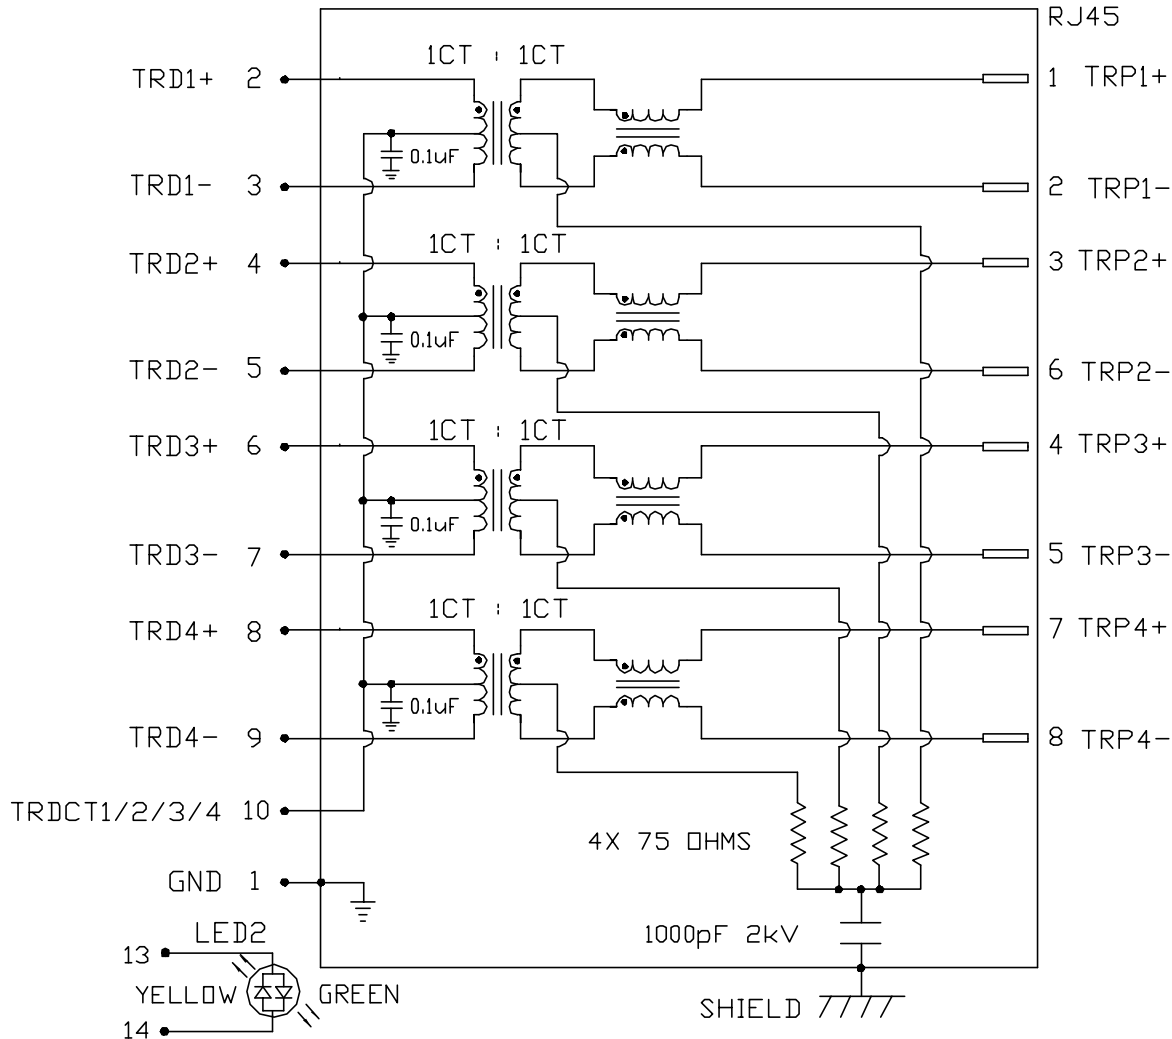 RJ45
1CT : 1CT
TRD1+ 2
1 TRP1+
0.1uF
TRD1- 3
2 TRP1-
1CT : 1CT
TRD2+ 4
3 TRP2+
0.1uF
TRD2- 5
6 TRP2-
1CT : 1CT
TRD3+ 6
4 TRP3+
0.1uF
TRD3- 7
5 TRP3-
1CT : 1CT
TRD4+ 8
7 TRP4+
0.1uF
TRD4- 9
8 TRP4-
TRDCT1/2/3/4 10
4X 75 OHMS
GND 1
1000pF 2kV
LED2
13
YELLOW GREEN
SHIELD
14